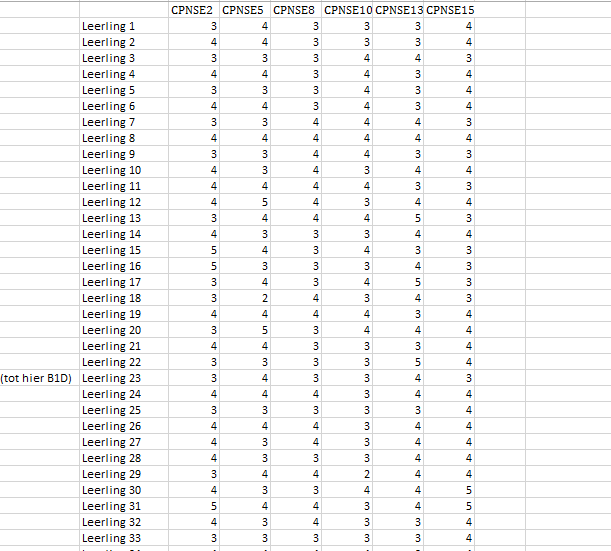 CPNSE2 CPNSE5 CPNSE8 CPNSE10 CPNSE13 CPNSE15
Leerling 1 3 4 3 3 3 4
Leerling 2 4 4 3 3 3 4
Leerling 3 3 3 3 4 4 3
Leerling 4 4 4 3 4 3 4
Leerling 5 3 3 3 4 3 4
Leerling 6 4 4 3 4 3 4
Leerling 7 3 3 4 4 4 3
Leerling 8 4 4 4 4 4 4
Leerling 9 3 3 4 4 3 3
Leerling 10 4 3 4 3 4 4
Leerling 11 4 4 4 4 3 3
Leerling 12 4 5 4 3 4 4
Leerling 13 3 4 4 4 5 3
Leerling 14 4 3 3 3 4 4
Leerling 15 5 4 3 4 3 3
Leerling 16 5 3 3 3 4 3
Leerling 17 3 4 3 4 5 3
Leerling 18 3 2 4 3 4 3
Leerling 19 4 4 4 4 3 4
Leerling 20 3 5 3 4 4 4
Leerling 21 4 4 3 3 3 4
Leerling 22 3 3 3 3 5 4
(tot hier B1D) Leerling 23 3 4 3 3 4 3
Leerling 24 4 4 4 3 4 4
Leerling 25 3 3 3 3 3 4
Leerling 26 4 4 4 3 4 4
Leerling 27 4 3 4 3 4 4
Leerling 28 4 3 3 3 4 4
Leerling 29 3 4 4 2 4 4
Leerling 30 4 3 3 4 4 5
Leerling 31 5 4 4 3 4 5
Leerling 32 4 3 4 3 3 4
Leerling 33 3 3 3 3 3 4